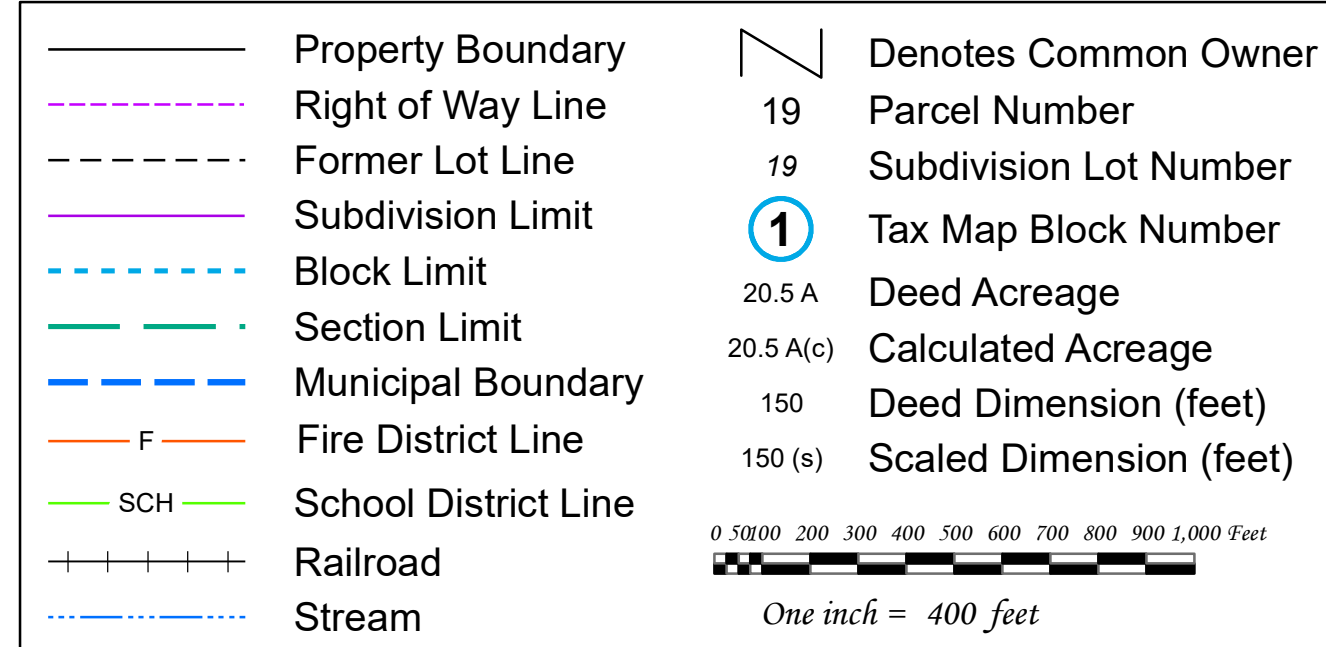 Property Boundary
Right of Way Line
Former Lot Line
Subdivision Limit
Block Limit
Section Limit
Municipal Boundary
F Fire District Line
SCH School District Line
Railroad
Stream
Denotes Common Owner
19 Parcel Number
19 Subdivision Lot Number
1 Tax Map Block Number
20.5 A Deed Acreage
20.5 A(c) Calculated Acreage
150 Deed Dimension (feet)
150 (s) Scaled Dimension (feet)
0 50 100 200 300 400 500 600 700 800 900 1,000 Feet
One inch = 400 feet